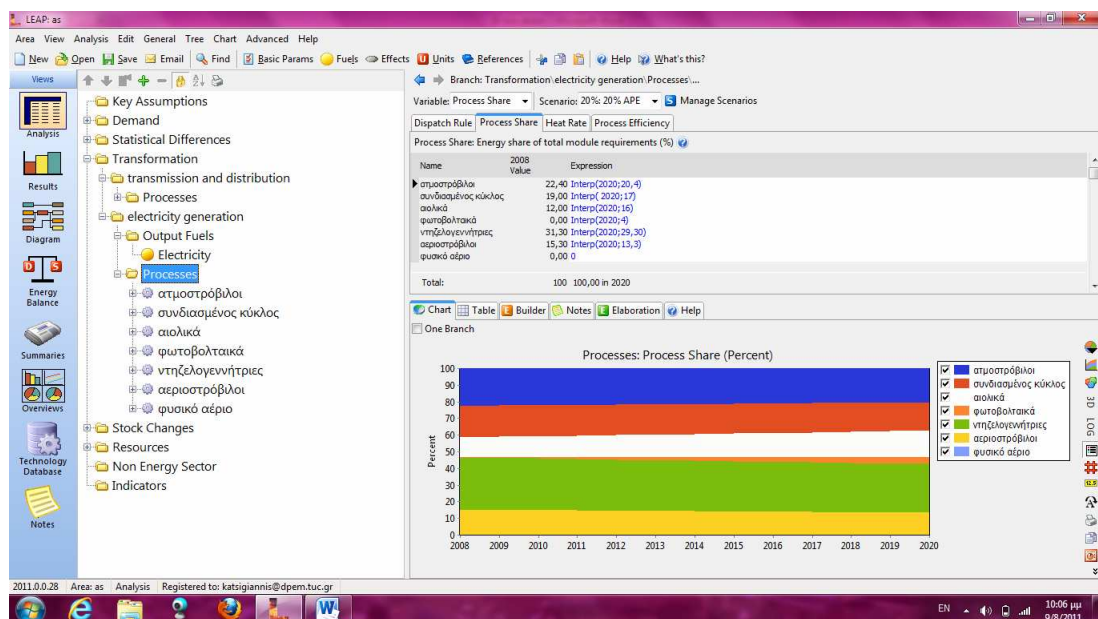 LEAP: as
Area View Analysis Edit General Tree Chart Advanced Help
New Open Save Email Find Basic Params Fuels Effects Units References Help What's this?
Views
Analysis
Results
Diagram
Energy
Balance
Summaries
Overviews
Technology
Database
Notes
Key Assumptions
Demand
Statistical Differences
Transformation
transmission and distribution
Processes
electricity generation
Output Fuels
Electricity
Processes
ατμοστρόβιλοι
συνδιασμένος κύκλος
αιολικά
φωτοβολταικά
ντηζελογεννήτριες
αεριοστρόβιλοι
φυσικό αέριο
Stock Changes
Resources
Non Energy Sector
Indicators
Branch: Transformation\electricity generation\Processes\...
Variable: Process Share Scenario: 20%: 20% APE Manage Scenarios
Dispatch Rule Process Share Heat Rate Process Efficiency
Process Share: Energy share of total module requirements (%)
Name 2008 Value Expression
ατμοστρόβιλοι 22,40 Interp(2020;20,4)
συνδιασμένος κύκλος 19,00 Interp( 2020;17)
αιολικά 12,00 Interp(2020;16)
φωτοβολταικά 0,00 Interp(2020;4)
ντηζελογεννήτριες 31,30 Interp(2020;29,30)
αεριοστρόβιλοι 15,30 Interp(2020;13,3)
φυσικό αέριο 0,00 0
Total: 100 100,00 in 2020
Chart Table Builder Notes Elaboration Help
One Branch
Processes: Process Share (Percent)
Percent
100
90
80
70
60
50
40
30
20
10
0
2008 2009 2010 2011 2012 2013 2014 2015 2016 2017 2018 2019 2020
ατμοστρόβιλοι
συνδιασμένος κύκλος
αιολικά
φωτοβολταικά
ντηζελογεννήτριες
αεριοστρόβιλοι
φυσικό αέριο
3D
LOG
12.5
2011.0.0.28 Area: as Analysis Registered to: katsigiannis@dpem.tuc.gr
EN 10:06 μμ
9/8/2011